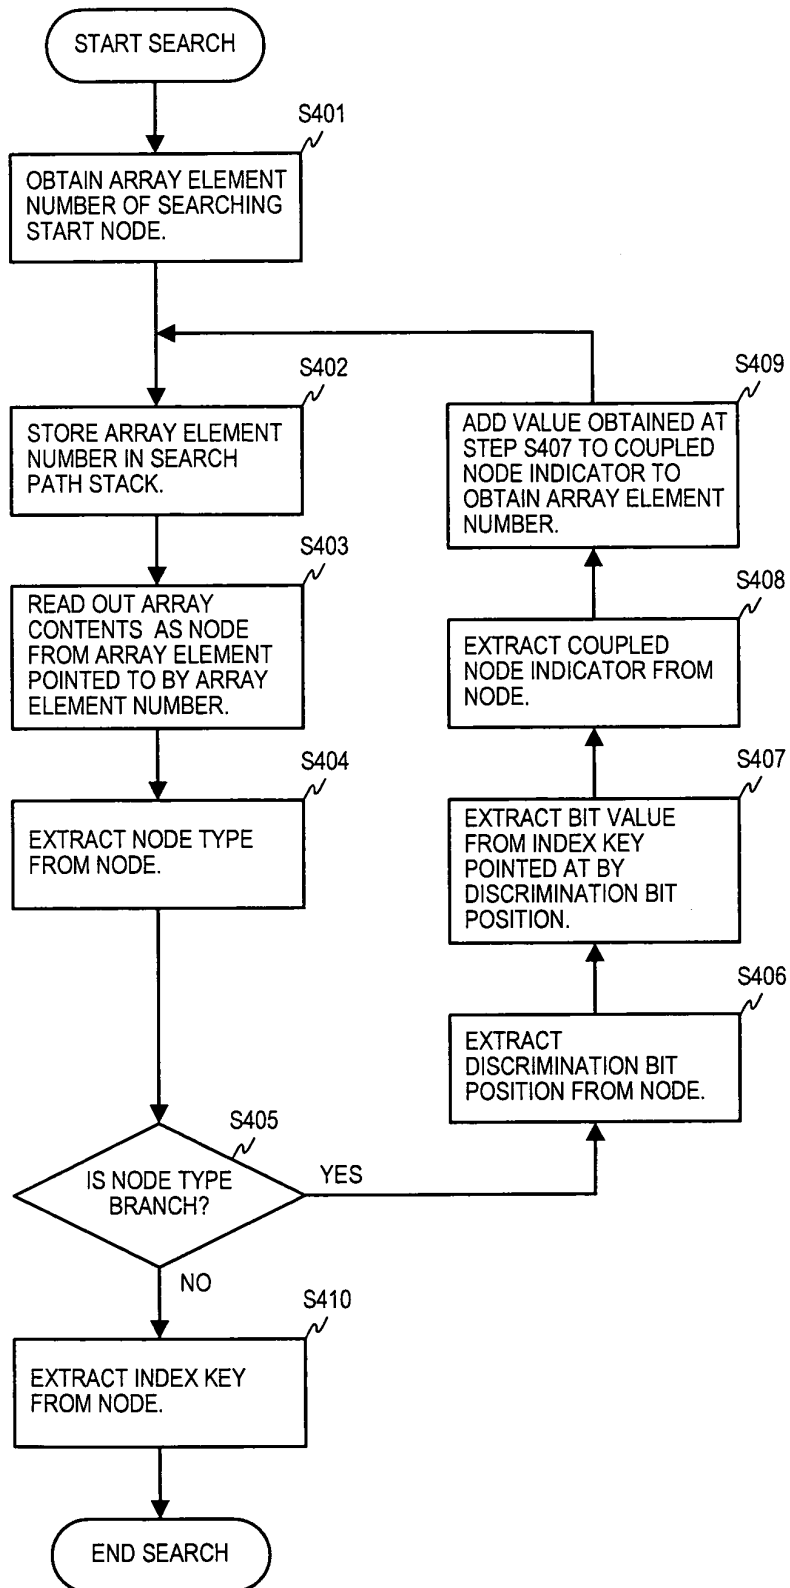 START SEARCH
S401
OBTAIN ARRAY ELEMENT
NUMBER OF SEARCHING
START NODE.
S402
STORE ARRAY ELEMENT
NUMBER IN SEARCH
PATH STACK.
S403
READ OUT ARRAY
CONTENTS AS NODE
FROM ARRAY ELEMENT
POINTED TO BY ARRAY
ELEMENT NUMBER.
S404
EXTRACT NODE TYPE
FROM NODE.
S405
IS NODE TYPE
BRANCH?
YES
S406
EXTRACT
DISCRIMINATION BIT
POSITION FROM NODE.
S407
EXTRACT BIT VALUE
FROM INDEX KEY
POINTED AT BY
DISCRIMINATION BIT
POSITION.
S408
EXTRACT COUPLED
NODE INDICATOR FROM
NODE.
S409
ADD VALUE OBTAINED AT
STEP S407 TO COUPLED
NODE INDICATOR TO
OBTAIN ARRAY ELEMENT
NUMBER.
NO
S410
EXTRACT INDEX KEY
FROM NODE.
END SEARCH